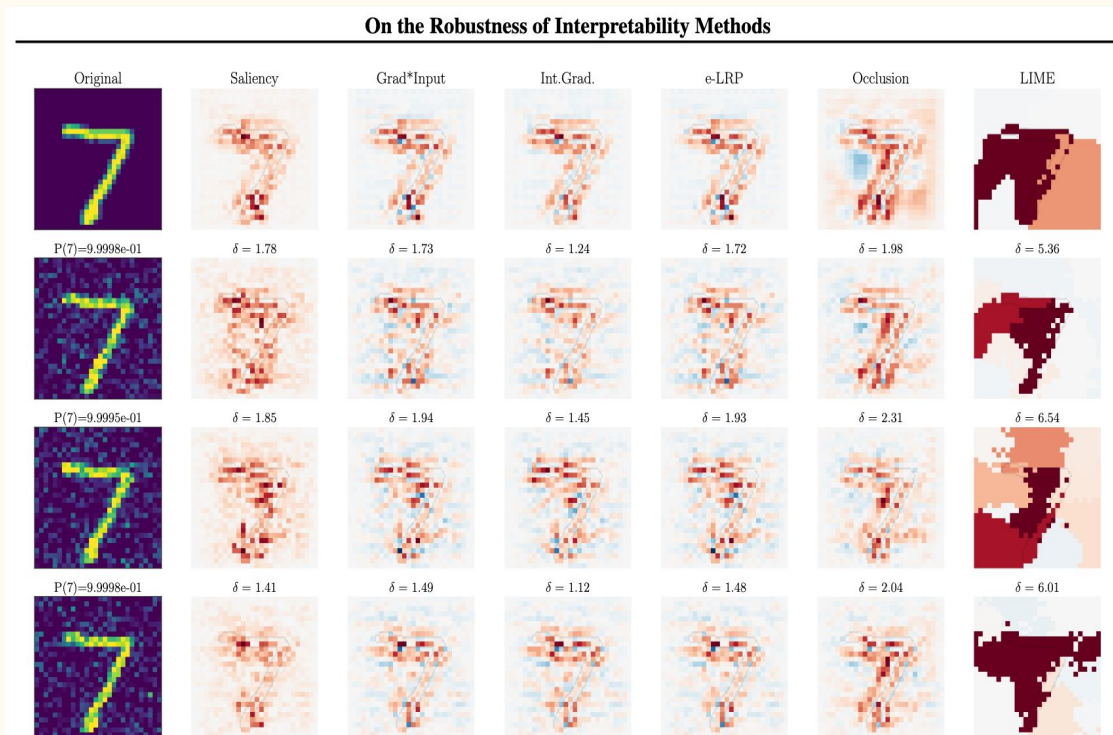 On the Robustness of Interpretability Methods
Original Saliency Grad*Input Int.Grad. e-LRP Occlusion LIME
P(7)=9.9998e-01 δ = 1.78 δ = 1.73 δ = 1.24 δ = 1.72 δ = 1.98 δ = 5.36
P(7)=9.9995e-01 δ = 1.85 δ = 1.94 δ = 1.45 δ = 1.93 δ = 2.31 δ = 6.54
P(7)=9.9998e-01 δ = 1.41 δ = 1.49 δ = 1.12 δ = 1.48 δ = 2.04 δ = 6.01